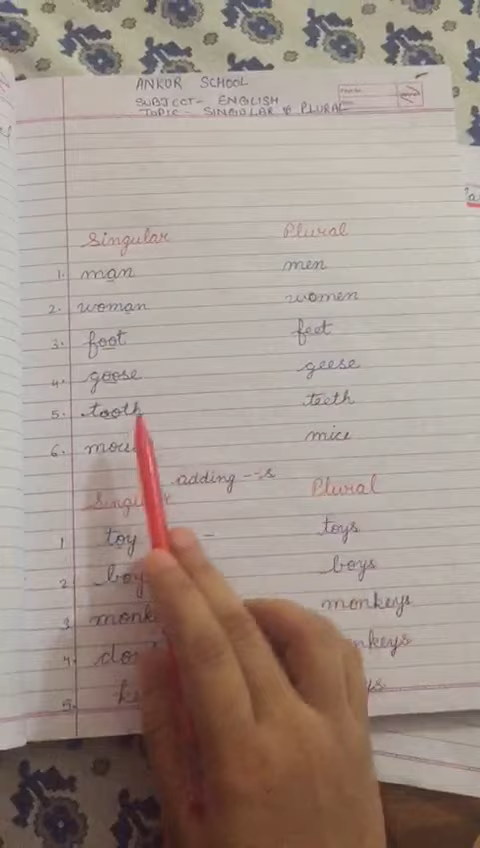 ANKUR SCHOOL
SUBJECT- ENGLISH
TOPIC - SINGULAR & PLURAL
Singular Plural
1. man men
2. woman women
3. foot feet
4. goose geese
5. tooth teeth
6. mice
adding --s
Plural
1 toy - toys
2 boy boys
3 monkeys
4.
5.